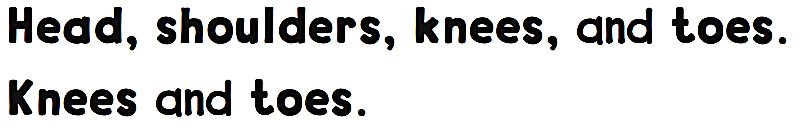 Head, shoulders, knees, and toes.
Knees and toes.